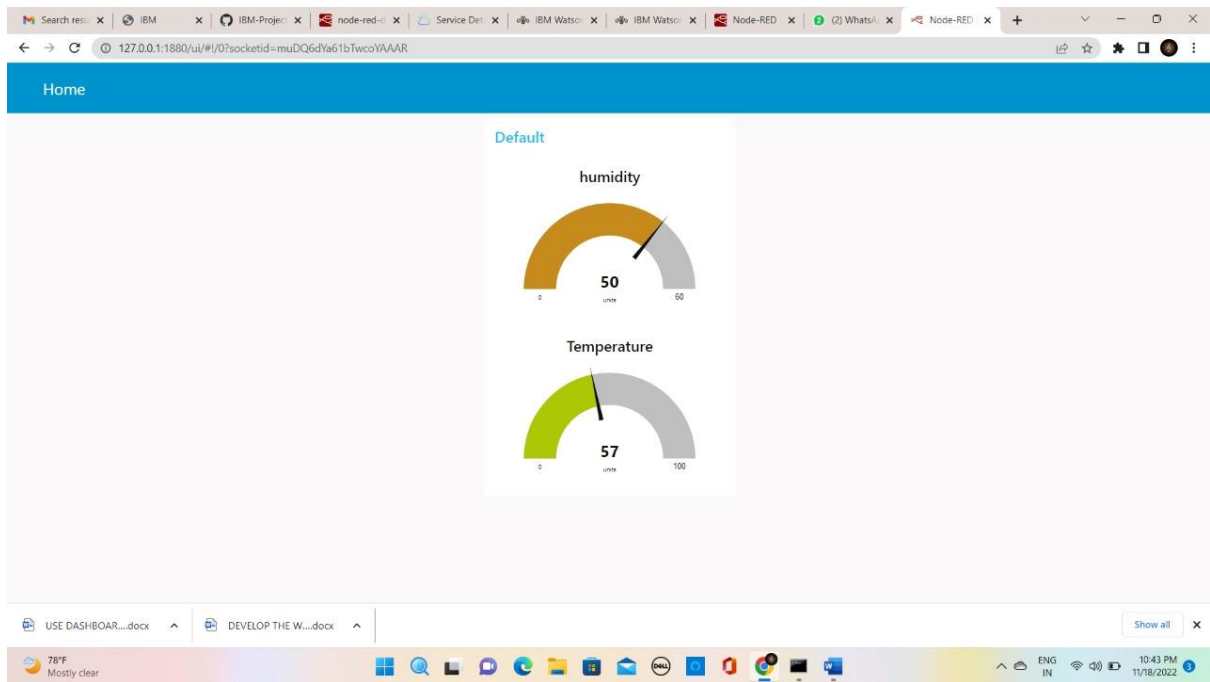 Search resu
IBM
IBM-Project
node-red-d
Service Det
IBM Watson
IBM Watson
Node-RED
(2) WhatsA
Node-RED
127.0.0.1:1880/ui/#!/0?socketid=muDQ6dYa61bTwcoYAAAR
Home
Default
humidity
50
units
0
60
Temperature
57
units
0
100
USE DASHBOAR....docx
DEVELOP THE W....docx
Show all
78°F
Mostly clear
DELL
ENG
IN
10:43 PM
11/18/2022
3